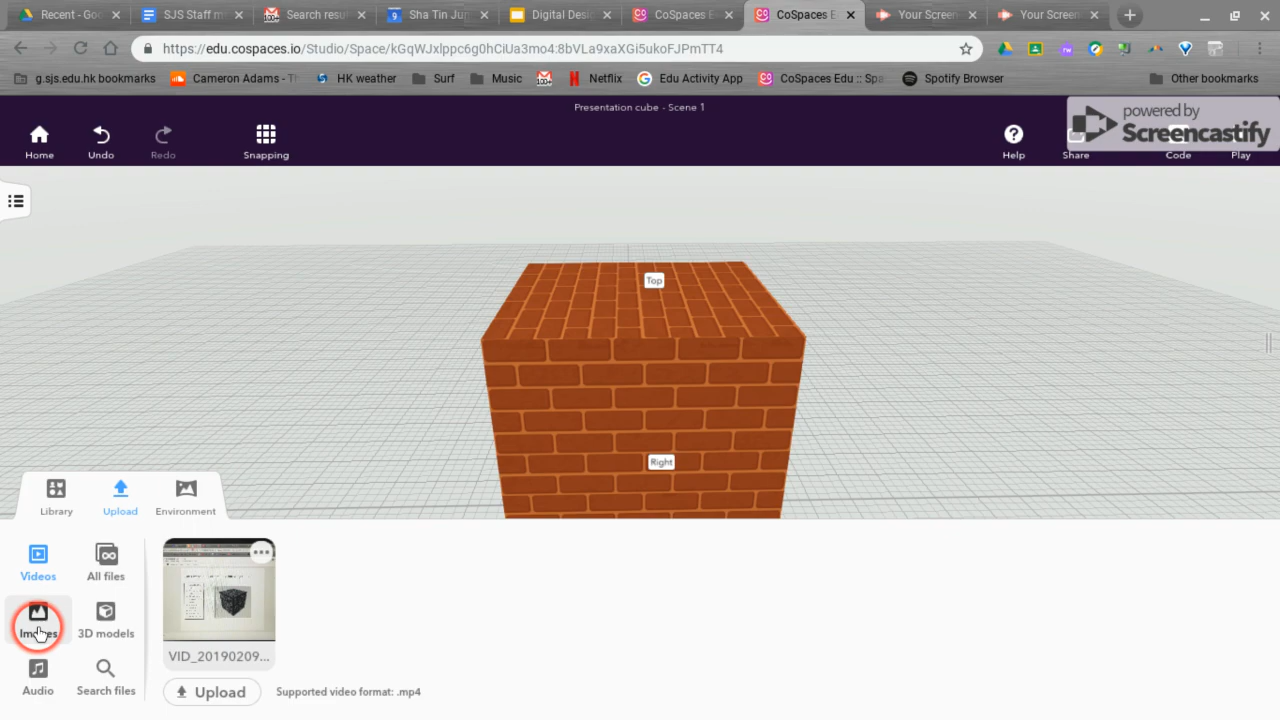 Recent - Goo
SJS Staff m
Search resu
Sha Tin Jun
Digital Desi
CoSpaces E
CoSpaces E
Your Screen
Your Screen
https://edu.cospaces.io/Studio/Space/kGqWJxlppc6g0hCiUa3mo4:8bVLa9xaXGi5ukoFJPmTT4
g.sjs.edu.hk bookmarks
Cameron Adams - Th
HK weather
Surf
Music
Netflix
Edu Activity App
CoSpaces Edu :: Spa
Spotify Browser
Other bookmarks
Presentation cube - Scene 1
powered by
Screencastify
Home
Undo
Redo
Snapping
Help
Share
Code
Play
Top
Right
Library
Upload
Environment
Videos
All files
Images
3D models
Audio
Search files
VID_20190209...
Upload
Supported video format: .mp4